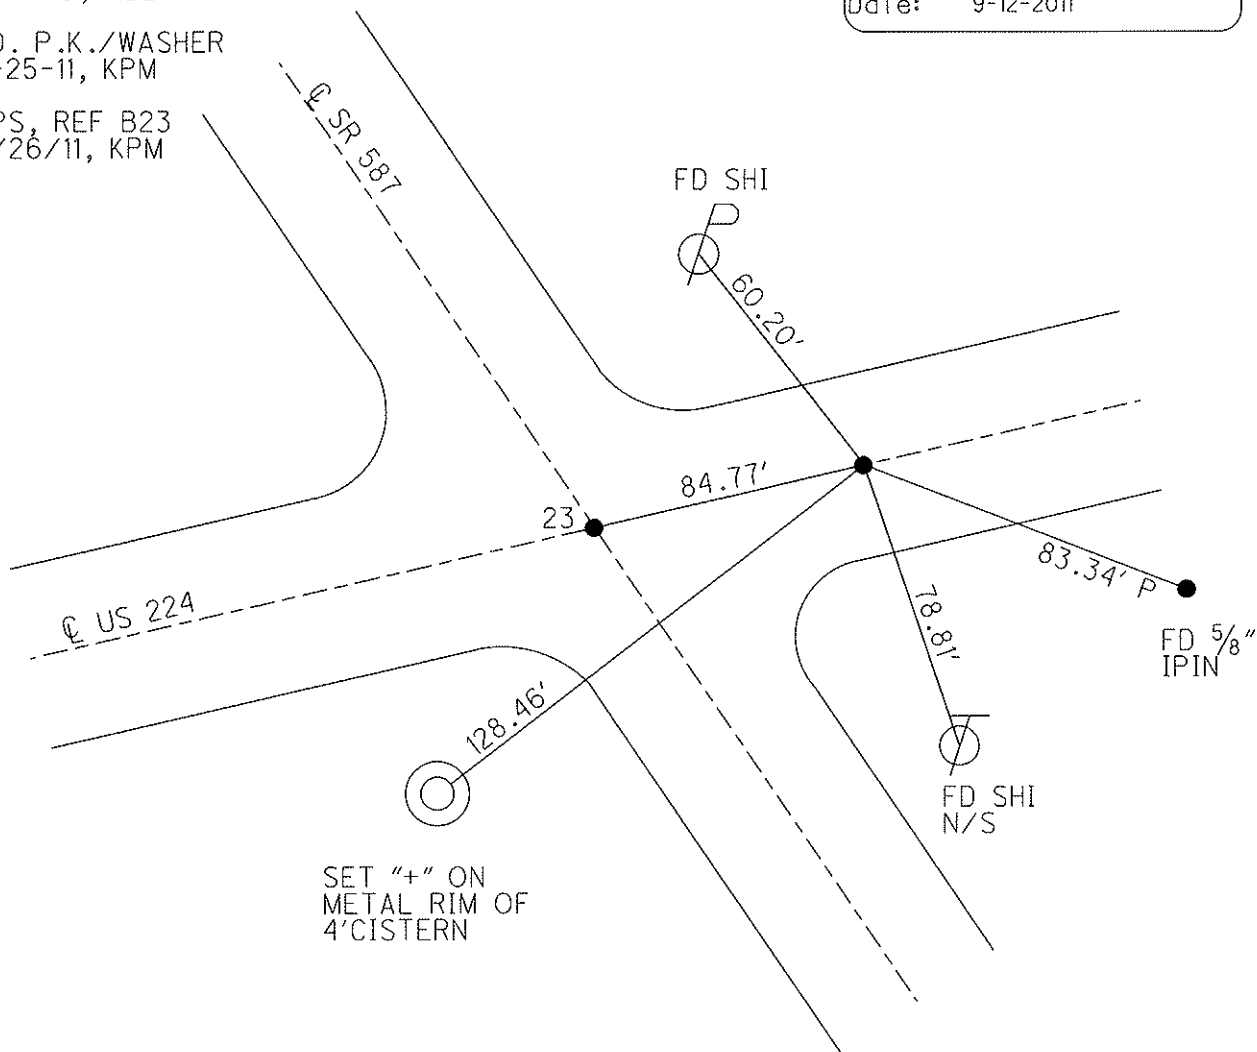 Date: 9-12-2011
P.K./WASHER
25-11, KPM
REF B23
26/11, KPM
℄ SR 587
FD SHI
60.20'
84.77'
23
83.34' P
℄ US 224
78.81'
FD 5/8"
IPIN
128.46'
FD SHI
N/S
SET "+" ON
METAL RIM OF
4'CISTERN